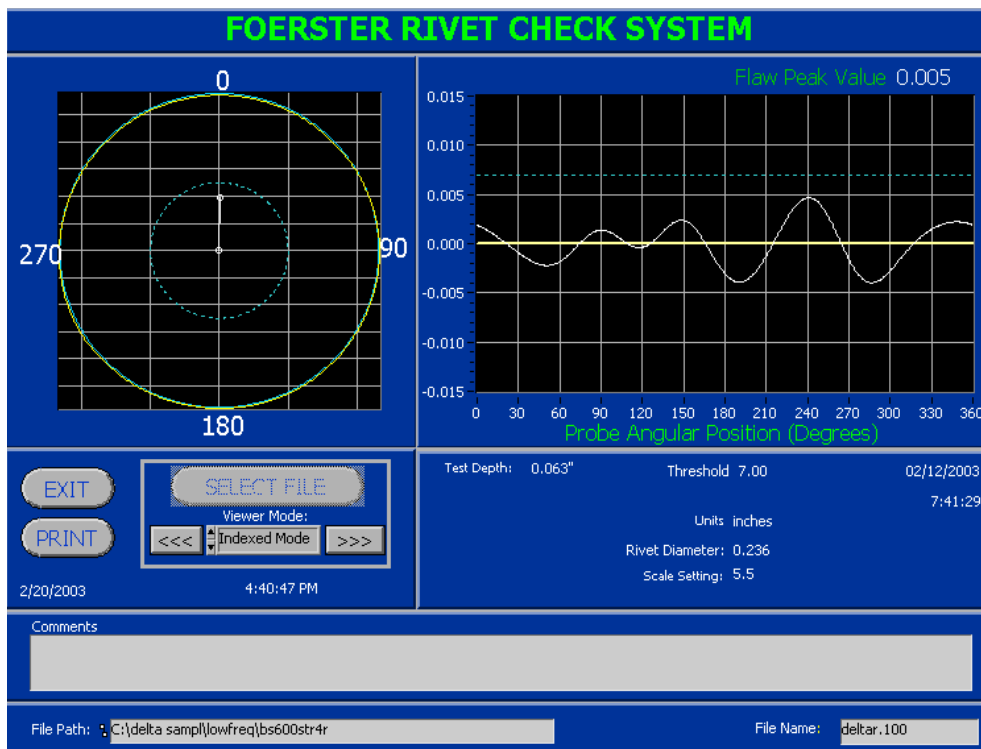 FOERSTER RIVET CHECK SYSTEM
0
270
90
180
Flaw Peak Value 0.005
0.015
0.010
0.005
0.000
-0.005
-0.010
-0.015
0 30 60 90 120 150 180 210 240 270 300 330 360
Probe Angular Position (Degrees)
EXIT
PRINT
SELECT FILE
Viewer Mode:
<<< Indexed Mode >>>
2/20/2003 4:40:47 PM
Test Depth: 0.063" Threshold 7.00 02/12/2003
7:41:29
Units inches
Rivet Diameter: 0.236
Scale Setting: 5.5
Comments
File Path: C:\delta sampl\lowfreq\bs600str4r File Name: deltar.100